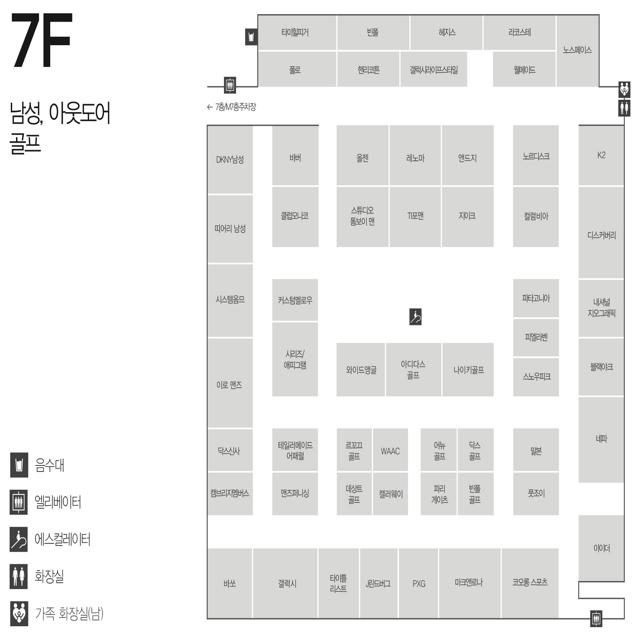 7F
남성, 아웃도어
골프
타미힐피거
빈폴
헤지스
라코스테
노스페이스
폴로
헨리코튼
갤럭시라이프스타일
웰메이드
← 7층/M7층주차장
DKNY남성
바버
올젠
레노마
앤드지
노르디스크
K2
띠어리 남성
클럽모나코
스튜디오
톰보이 맨
TI포맨
지이크
컬럼비아
디스커버리
시스템옴므
커스텀멜로우
파타고니아
내셔널
지오그래픽
시리즈/
에피그램
피엘라벤
이로 맨즈
와이드앵글
아디다스
골프
나이키골프
스노우피크
블랙야크
닥스신사
테일러메이드
어패럴
르꼬끄
골프
WAAC
어뉴
골프
닥스
골프
말본
네파
캠브리지멤버스
맨즈퍼니싱
데상트
골프
캘러웨이
파리
게이츠
빈폴
골프
풋조이
아이더
바쏘
갤럭시
타이틀
리스트
J린드버그
PXG
마크앤로나
코오롱 스포츠
음수대
엘리베이터
에스컬레이터
화장실
가족 화장실(남)